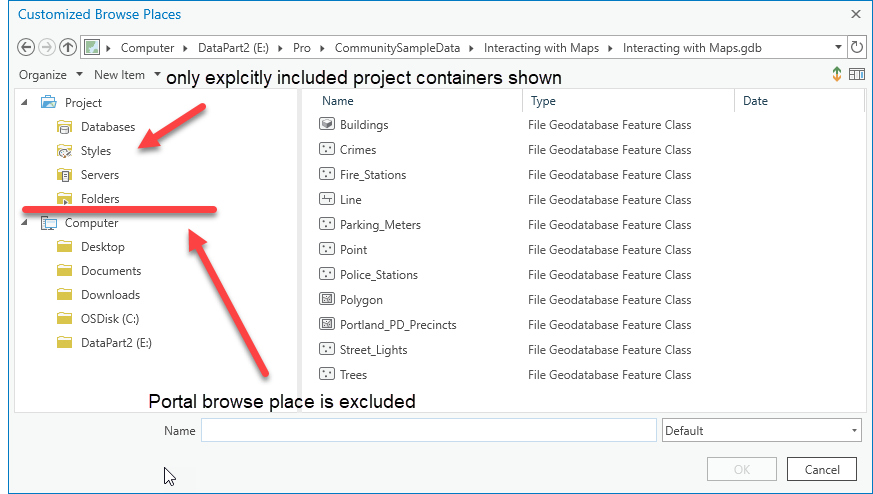 Customized Browse Places
Computer DataPart2 (E:) Pro CommunitySampleData Interacting with Maps Interacting with Maps.gdb
Organize New Item only explcitly included project containers shown
Project
Databases
Styles
Servers
Folders
Computer
Desktop
Documents
Downloads
OSDisk (C:)
DataPart2 (E:)
Name Type Date
Buildings File Geodatabase Feature Class
Crimes File Geodatabase Feature Class
Fire_Stations File Geodatabase Feature Class
Line File Geodatabase Feature Class
Parking_Meters File Geodatabase Feature Class
Point File Geodatabase Feature Class
Police_Stations File Geodatabase Feature Class
Polygon File Geodatabase Feature Class
Portland_PD_Precincts File Geodatabase Feature Class
Street_Lights File Geodatabase Feature Class
Trees File Geodatabase Feature Class
Portal browse place is excluded
Name Default
OK Cancel